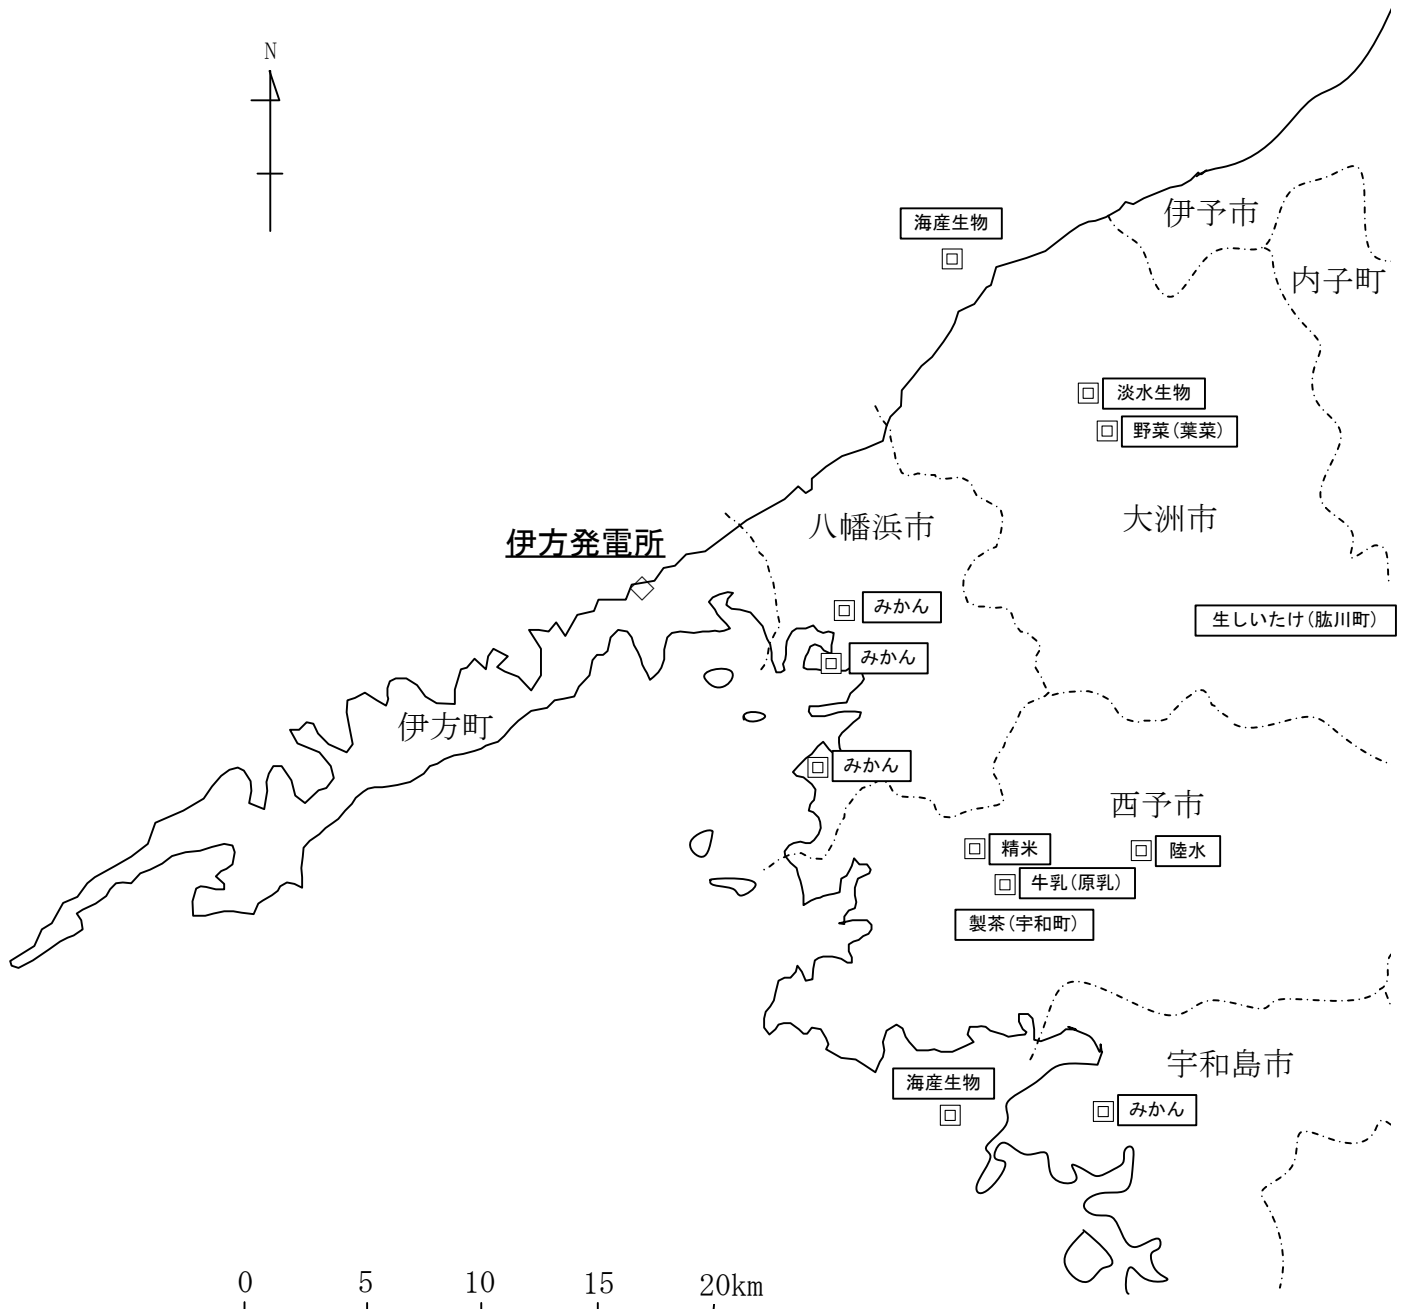 N
伊予市
海産生物
内子町
淡水生物
野菜(葉菜)
大洲市
八幡浜市
伊方発電所
みかん
生しいたけ(肱川町)
みかん
伊方町
みかん
西予市
精米
陸水
牛乳(原乳)
製茶(宇和町)
宇和島市
海産生物
みかん
0 5 10 15 20km